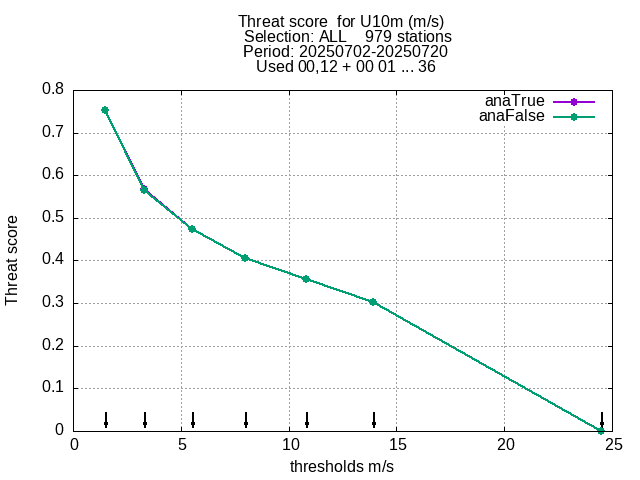 Threat score  for U10m (m/s)
Selection: ALL    979 stations
Period: 20250702-20250720
Used 00,12 + 00 01 ... 36
anaTrue
anaFalse
0.8
0.7
0.6
0.5
0.4
0.3
0.2
0.1
0
Threat score
0 5 10 15 20 25
thresholds m/s